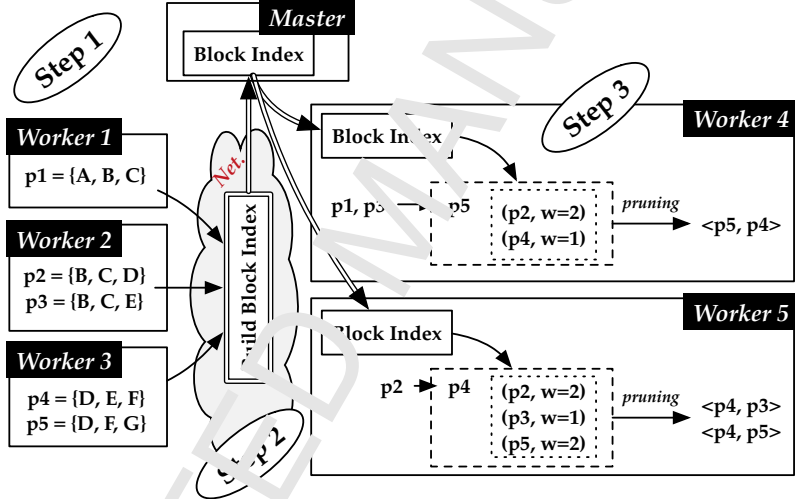 Step 1
Master
Block Index
Worker 1
p1 = {A, B, C}
Worker 2
p2 = {B, C, D}
p3 = {B, C, E}
Worker 3
p4 = {D, E, F}
p5 = {D, F, G}
Net.
Build Block Index
Step 2
Step 3
Worker 4
Block Index
p1, p3
p5
(p2, w=2)
(p4, w=1)
pruning
<p5, p4>
Worker 5
Block Index
p2
p4
(p2, w=2)
(p3, w=1)
(p5, w=2)
pruning
<p4, p3>
<p4, p5>